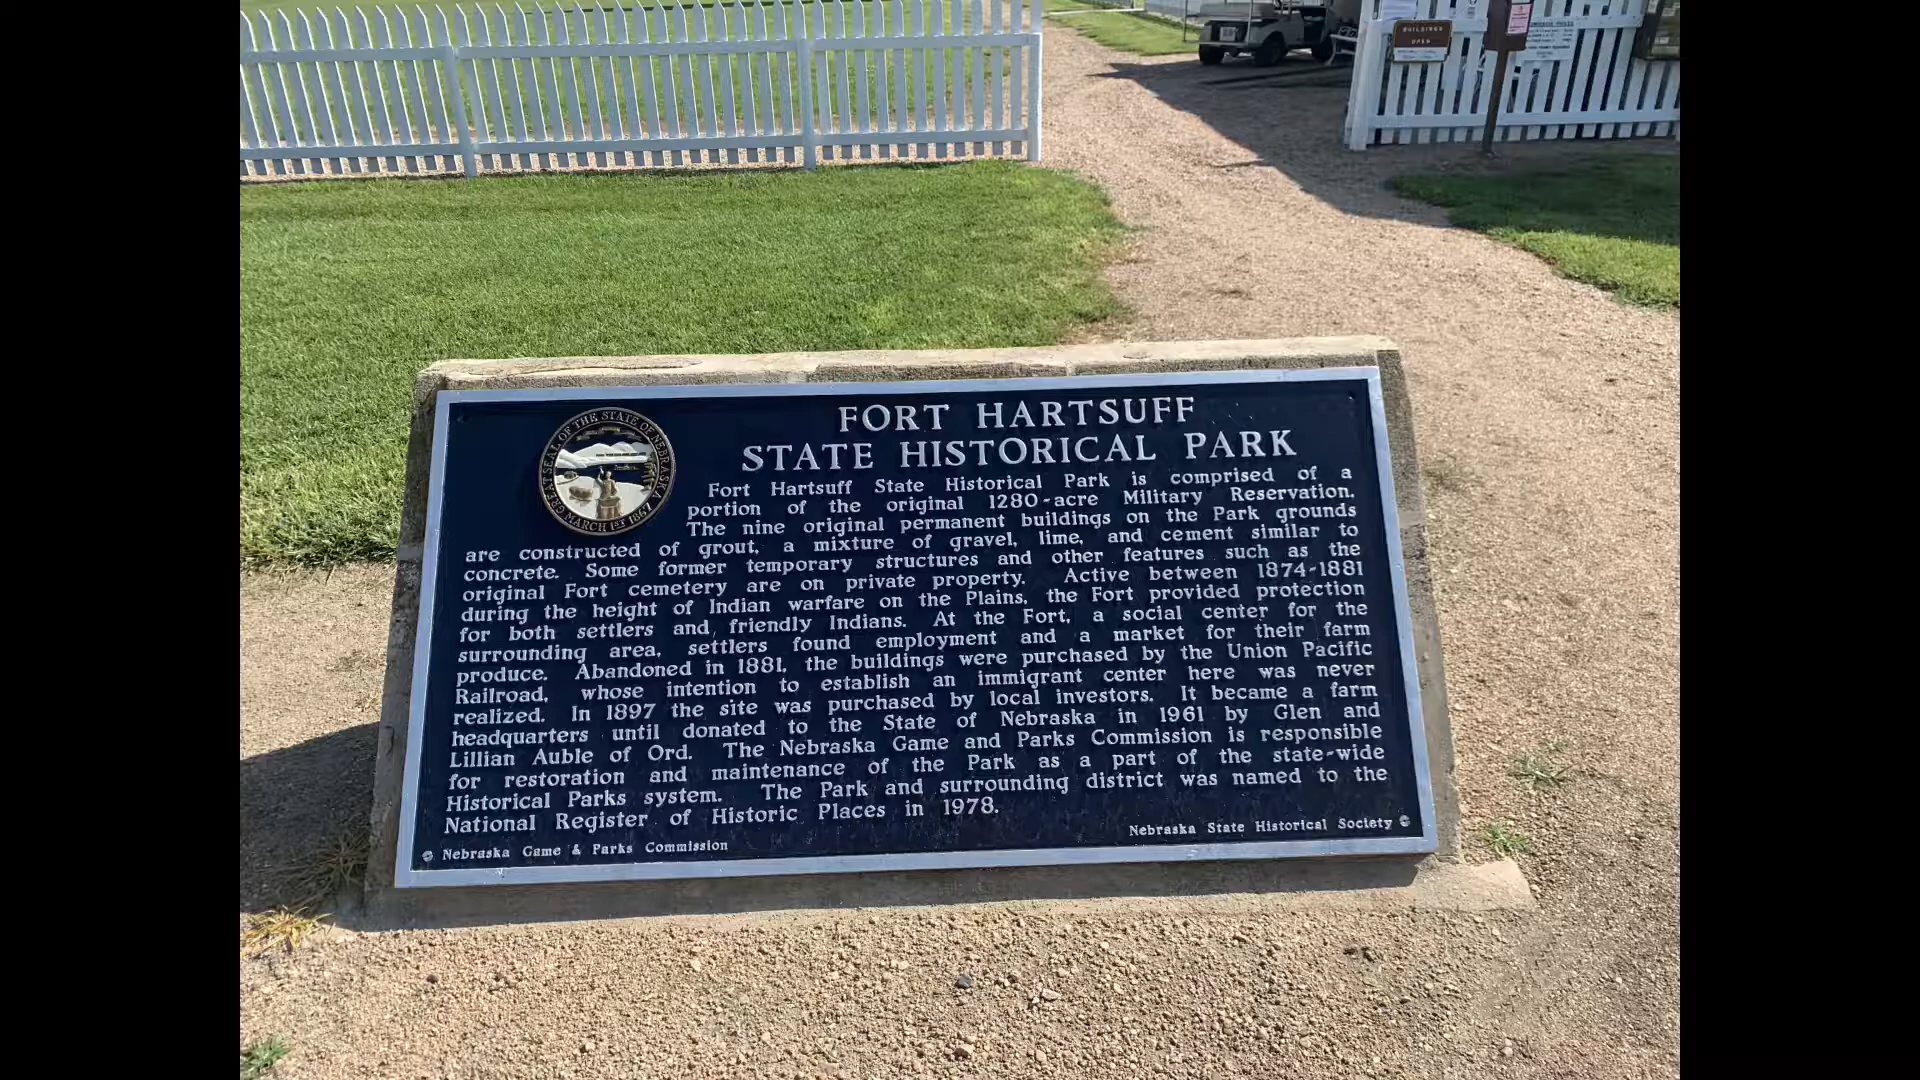 BUILDINGS
OPEN
FORT HARTSUFF
STATE HISTORICAL PARK
GREAT SEAL OF THE STATE OF NEBRASKA
MARCH 1ST 1867
Fort Hartsuff State Historical Park is comprised of a
portion of the original 1280-acre Military Reservation.
The nine original permanent buildings on the Park grounds
are constructed of grout, a mixture of gravel, lime, and cement similar to
concrete. Some former temporary structures and other features such as the
original Fort cemetery are on private property. Active between 1874-1881
during the height of Indian warfare on the Plains, the Fort provided protection
for both settlers and friendly Indians. At the Fort, a social center for the
surrounding area, settlers found employment and a market for their farm
produce. Abandoned in 1881, the buildings were purchased by the Union Pacific
Railroad, whose intention to establish an immigrant center here was never
realized. In 1897 the site was purchased by local investors. It became a farm
headquarters until donated to the State of Nebraska in 1961 by Glen and
Lillian Auble of Ord. The Nebraska Game and Parks Commission is responsible
for restoration and maintenance of the Park as a part of the state-wide
Historical Parks system. The Park and surrounding district was named to the
National Register of Historic Places in 1978.
Nebraska Game & Parks Commission
Nebraska State Historical Society